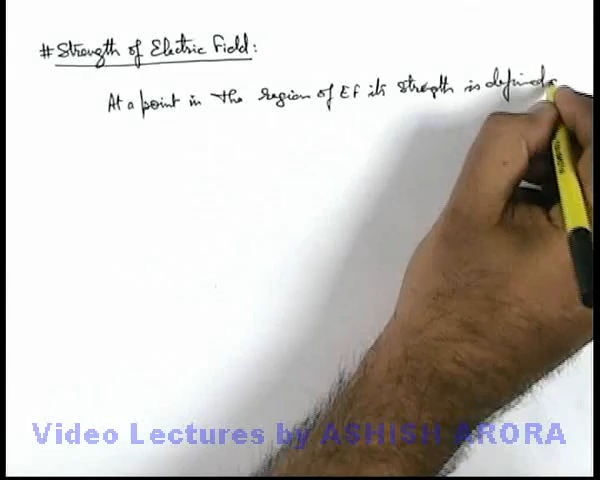 # Strength of Electric Field:
At a point in the region of EF its strength is defined
Video Lectures by ASHISH ARORA